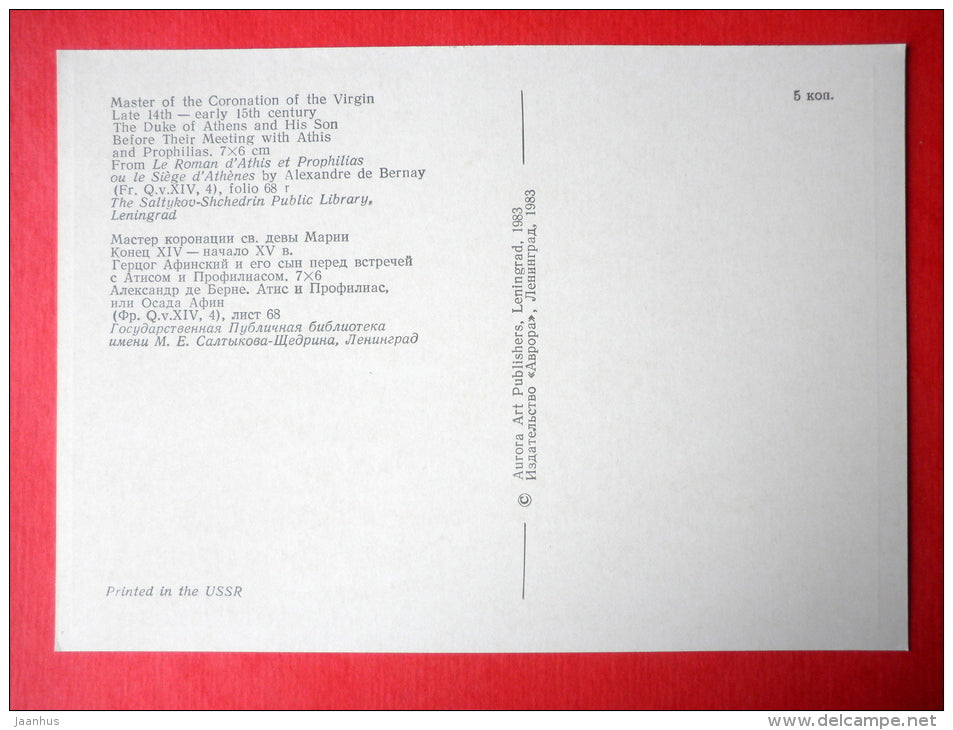 Master of the Coronation of the Virgin
Late 14th — early 15th century
The Duke of Athens and His Son
Before Their Meeting with Athis
and Prophilias. 7×6 cm
From Le Roman d'Athis et Prophilias
ou le Siège d'Athènes by Alexandre de Bernay
(Fr. Q.v.XIV, 4), folio 68 r
The Saltykov-Shchedrin Public Library,
Leningrad
Мастер коронации св. девы Марии
Конец XIV — начало XV в.
Герцог Афинский и его сын перед встречей
с Атисом и Профилиасом. 7×6
Александр де Берне. Атис и Профилиас,
или Осада Афин
(Фр. Q.v.XIV, 4), лист 68
Государственная Публичная библиотека
имени М. Е. Салтыкова-Щедрина, Ленинград
Printed in the USSR
© Aurora Art Publishers, Leningrad, 1983
Издательство «Аврора», Ленинград, 1983
5 коп.
jaanhus
www.delcampe.net